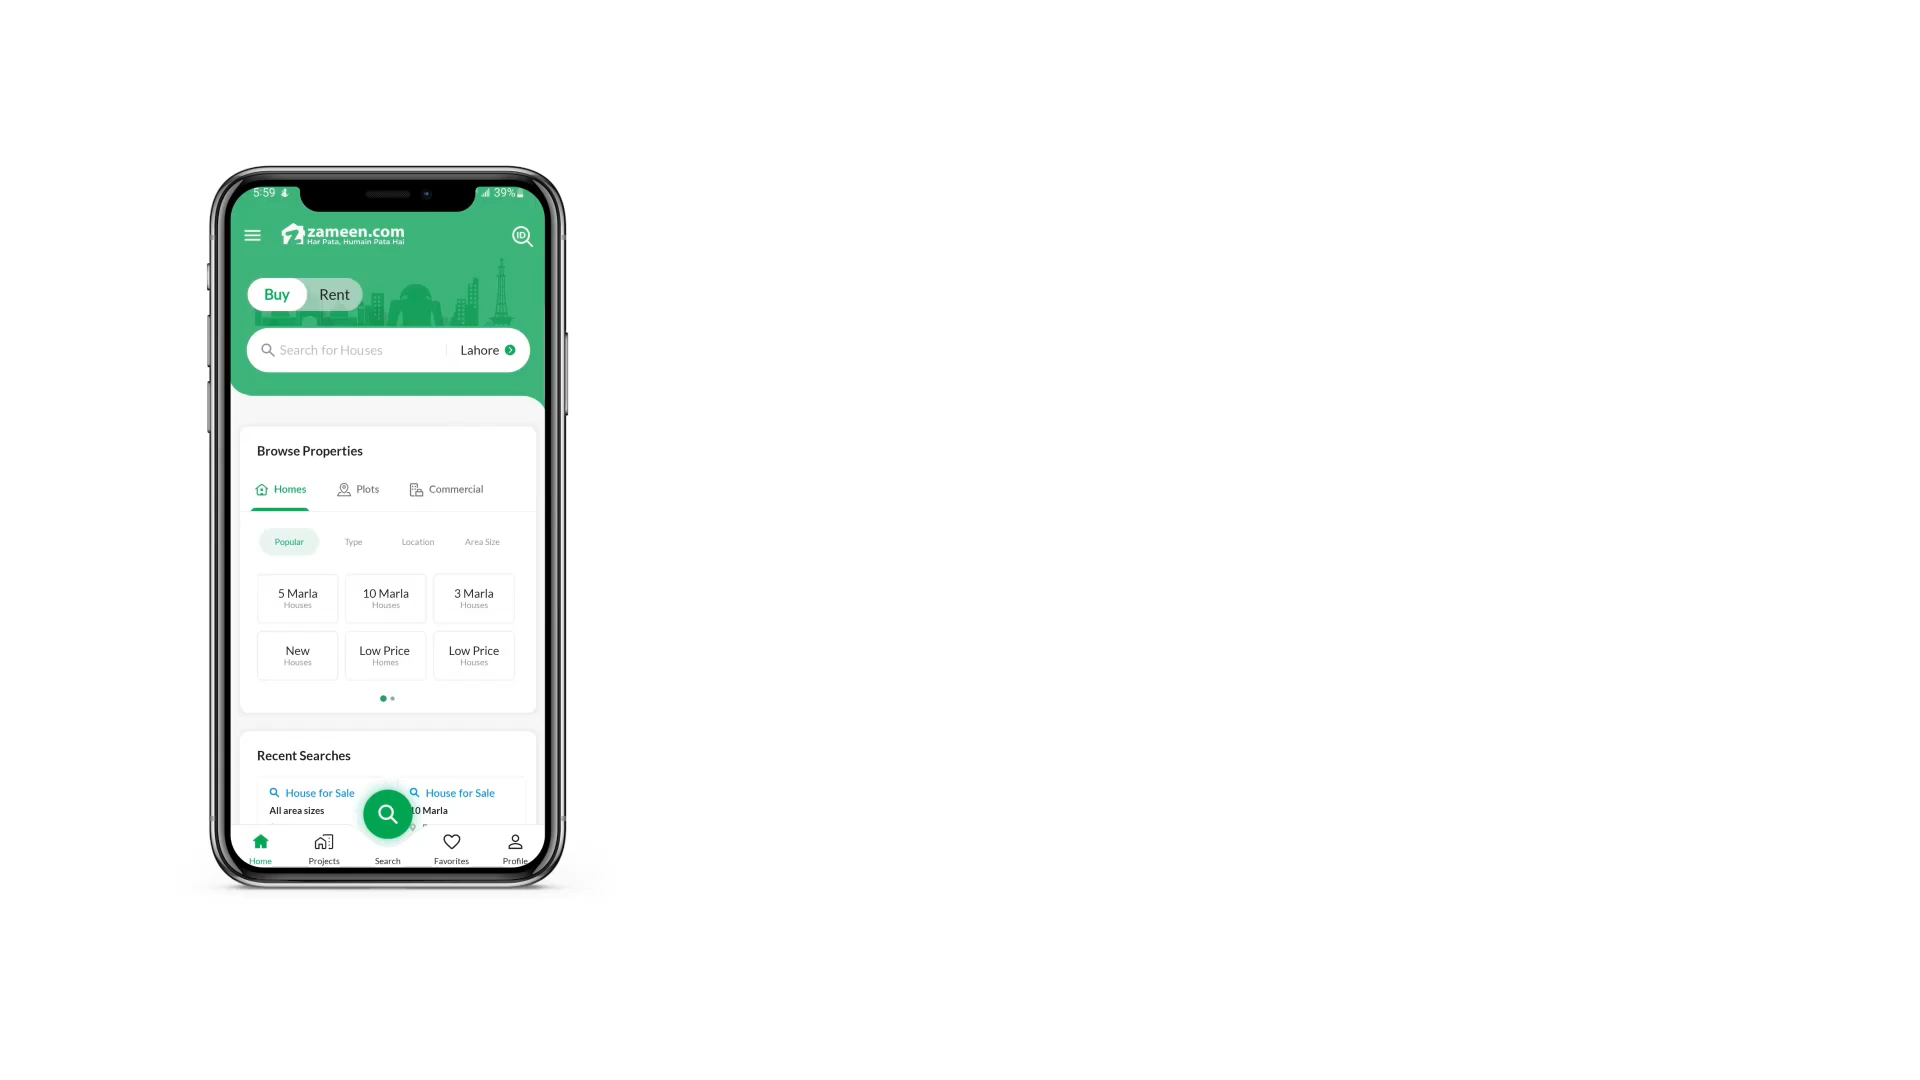 5:59
39%
zameen.com
Har Pata, Humain Pata Hai
ID
Buy
Rent
Search for Houses
Lahore
Browse Properties
Homes
Plots
Commercial
Popular
Type
Location
Area Size
5 Marla
Houses
10 Marla
Houses
3 Marla
Houses
New
Houses
Low Price
Homes
Low Price
Houses
Recent Searches
House for Sale
All area sizes
House for Sale
10 Marla
Home
Projects
Search
Favorites
Profile